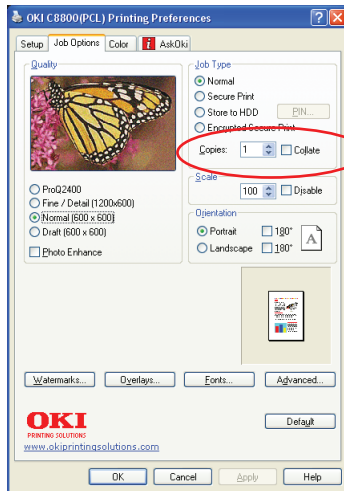 OKI C8800(PCL) Printing Preferences
Setup Job Options Color AskOki
Quality
ProQ2400
Fine / Detail (1200x600)
Normal (600 x 600)
Draft (600 x 600)
Photo Enhance
Job Type
Normal
Secure Print
Store to HDD PIN...
Encrypted Secure Print
Copies: 1 Collate
Scale
100 Disable
Orientation
Portrait 180°
Landscape 180°
A
Watermarks... Overlays... Fonts... Advanced...
OKI
PRINTING SOLUTIONS
www.okiprintingsolutions.com
Default
OK Cancel Apply Help